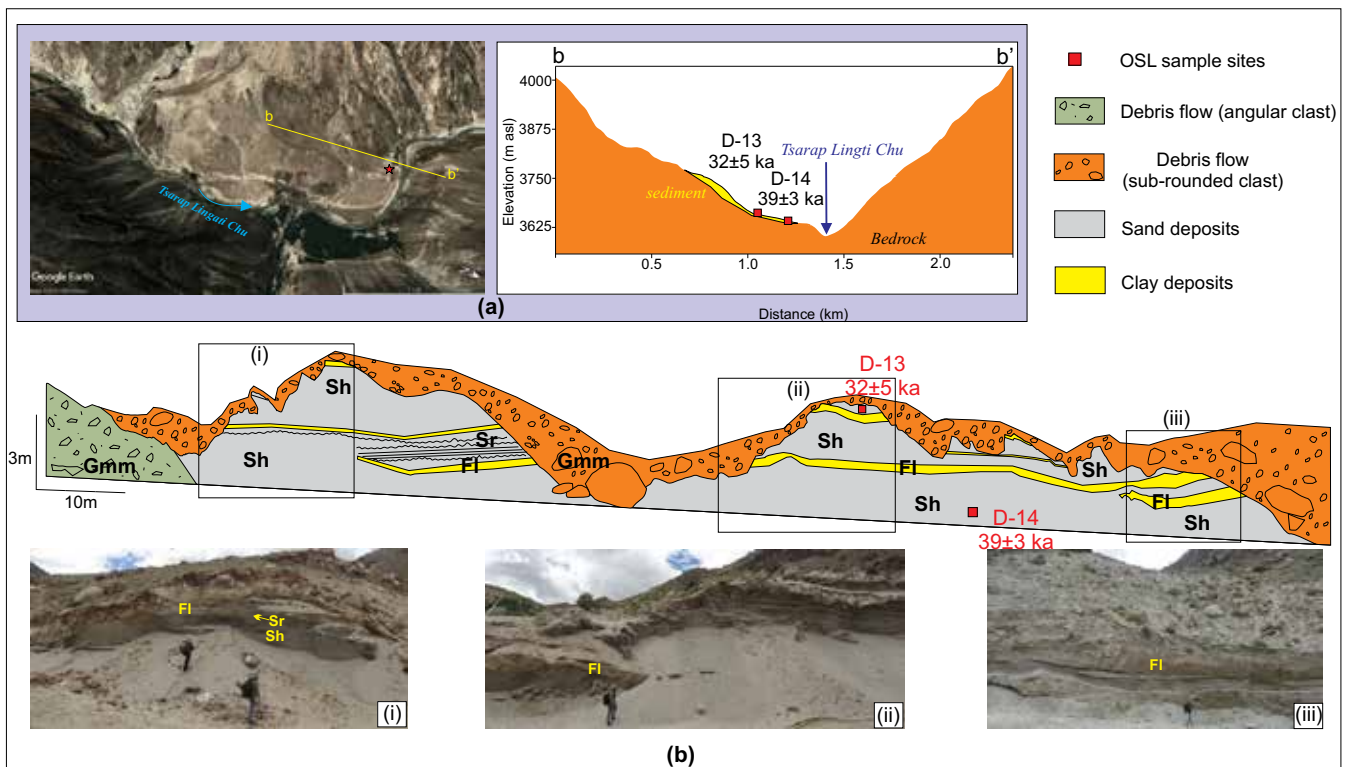 b
b'
4000
3875
3750
3625
Elevation (m asl)
D-13
32±5 ka
D-14
39±3 ka
Tsarap Lingti Chu
sediment
Bedrock
0.5
1.0
1.5
2.0
Distance (km)
b
b'
Tsarap Lingati Chu
Google Earth
(a)
OSL sample sites
Debris flow (angular clast)
Debris flow
(sub-rounded clast)
Sand deposits
Clay deposits
(i)
(ii)
(iii)
D-13
32±5 ka
Sh
Sr
Sh
Fl
Gmm
Gmm
Sh
Fl
Sh
Sh
Fl
Sh
D-14
39±3 ka
3m
10m
Fl
Sr
Sh
(i)
Fl
(ii)
Fl
(iii)
(b)